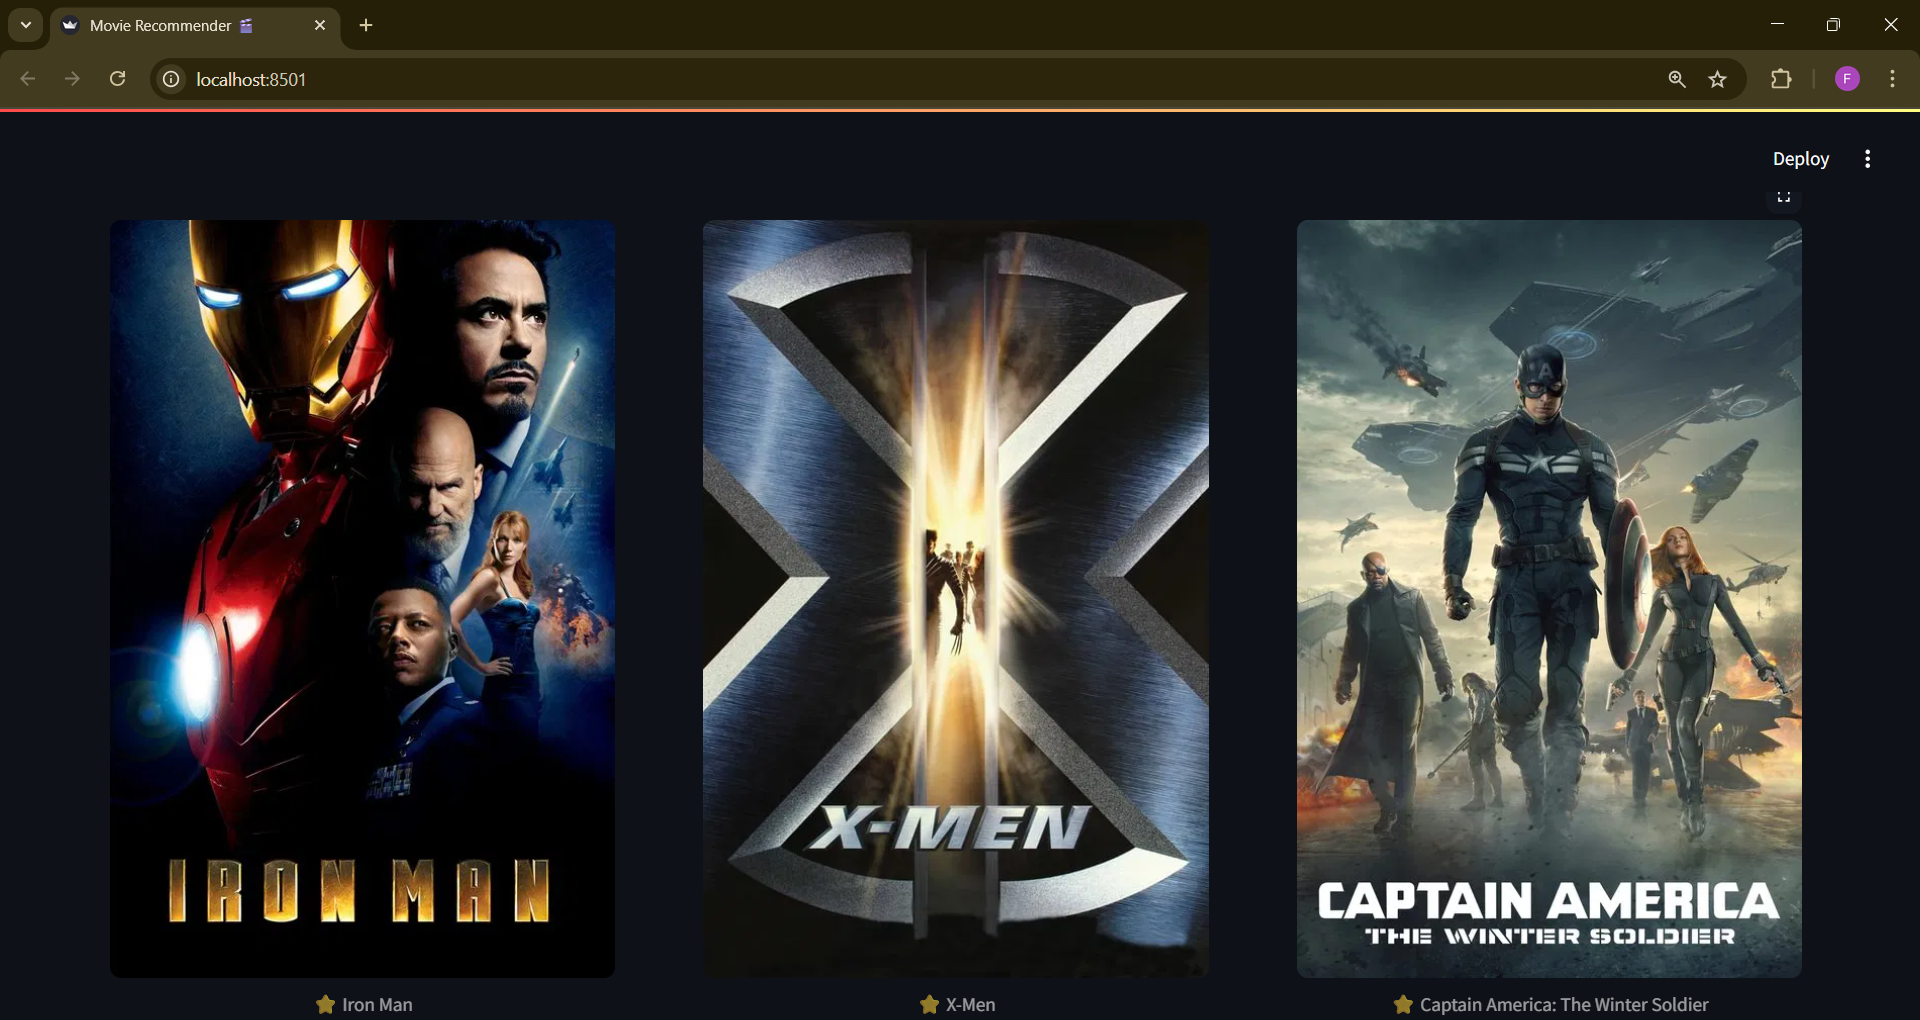 Movie Recommender
localhost:8501
F
Deploy
IRON MAN
X-MEN
A
CAPTAIN AMERICA
THE WINTER SOLDIER
Iron Man
X-Men
Captain America: The Winter Soldier